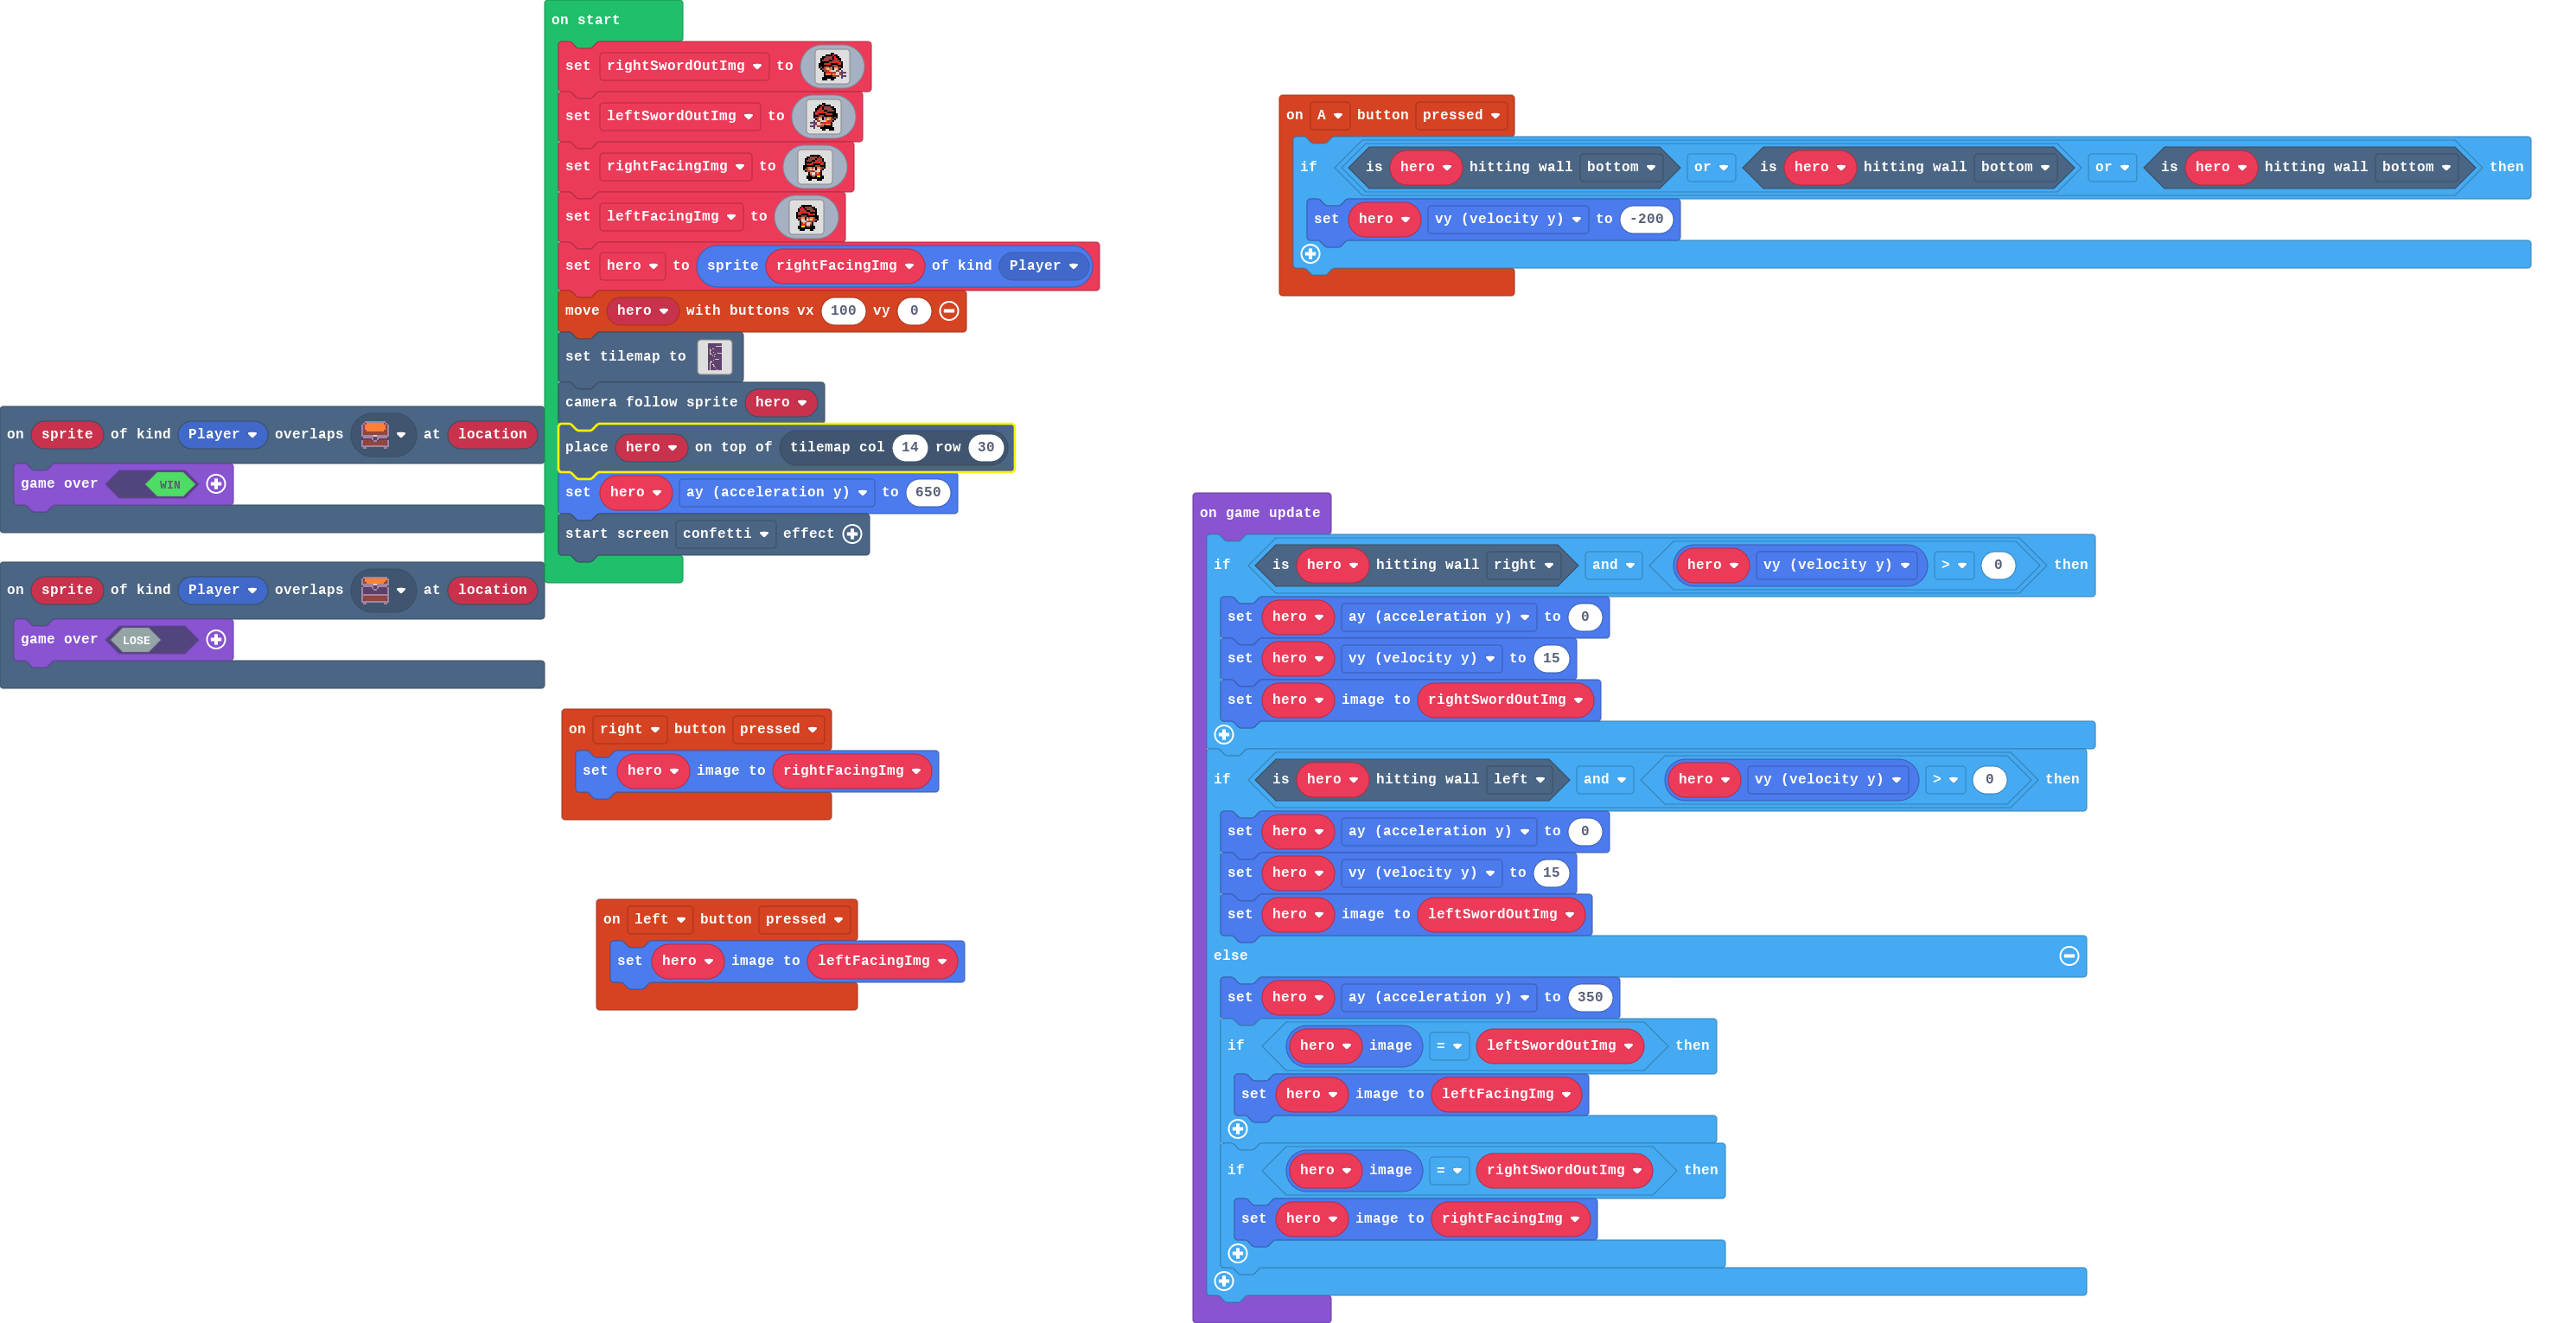 on start
set rightSwordOutImg to
set leftSwordOutImg to
set rightFacingImg to
set leftFacingImg to
set hero to sprite rightFacingImg of kind Player
move hero with buttons vx 100 vy 0
set tilemap to
camera follow sprite hero
place hero on top of tilemap col 14 row 30
set hero ay (acceleration y) to 650
start screen confetti effect
on sprite of kind Player overlaps at location
game over WIN
on sprite of kind Player overlaps at location
game over LOSE
on right button pressed
set hero image to rightFacingImg
on left button pressed
set hero image to leftFacingImg
on A button pressed
if is hero hitting wall bottom or is hero hitting wall bottom or is hero hitting wall bottom then
set hero vy (velocity y) to -200
on game update
if is hero hitting wall right and hero vy (velocity y) > 0 then
set hero ay (acceleration y) to 0
set hero vy (velocity y) to 15
set hero image to rightSwordOutImg
if is hero hitting wall left and hero vy (velocity y) > 0 then
set hero ay (acceleration y) to 0
set hero vy (velocity y) to 15
set hero image to leftSwordOutImg
else
set hero ay (acceleration y) to 350
if hero image = leftSwordOutImg then
set hero image to leftFacingImg
if hero image = rightSwordOutImg then
set hero image to rightFacingImg